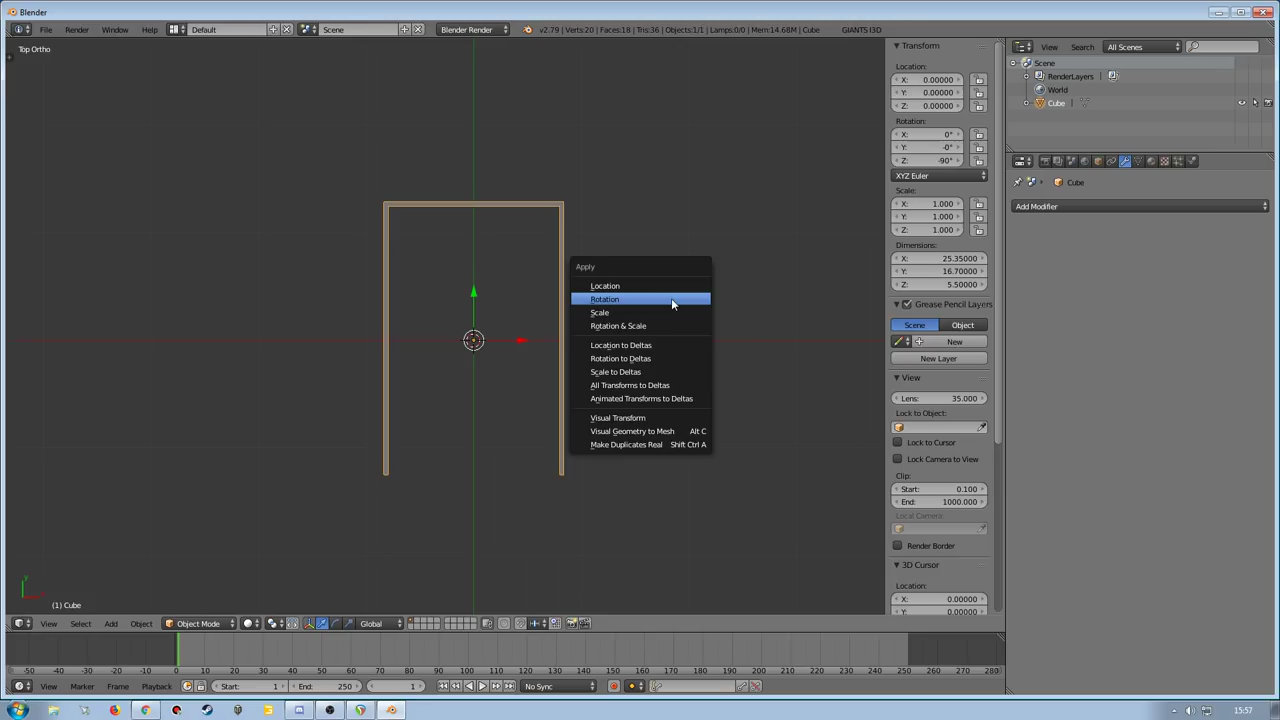 Blender
File Render Window Help Default Scene Blender Render v2.79 | Verts:20 | Faces:18 | Tris:36 | Objects:1/1 | Lamps:0/0 | Mem:14.68M | Cube GIANTS I3D
Top Ortho
Transform
Location:
X: 0.00000
Y: 0.00000
Z: 0.00000
Rotation:
X: 0°
Y: -0°
Z: -90°
XYZ Euler
Scale:
X: 1.000
Y: 1.000
Z: 1.000
Dimensions:
X: 25.35000
Y: 16.70000
Z: 5.50000
Grease Pencil Layers
Scene Object
New
New Layer
View
Lens: 35.000
Lock to Object:
Lock to Cursor
Lock Camera to View
Clip:
Start: 0.100
End: 1000.000
Local Camera:
Render Border
3D Cursor
Location:
X: 0.00000
Y: 0.00000
View Search All Scenes
Scene
RenderLayers |
World
Cube
Cube
Add Modifier
Apply
Location
Rotation
Scale
Rotation & Scale
Location to Deltas
Rotation to Deltas
Scale to Deltas
All Transforms to Deltas
Animated Transforms to Deltas
Visual Transform
Visual Geometry to Mesh Alt C
Make Duplicates Real Shift Ctrl A
y
(1) Cube
View Select Add Object Object Mode Global
-50 -40 -30 -20 -10 0 10 20 30 40 50 60 70 80 90 100 110 120 130 140 150 160 170 180 190 200 210 220 230 240 250 260 270 280
View Marker Frame Playback Start: 1 End: 250 1 No Sync
15:57